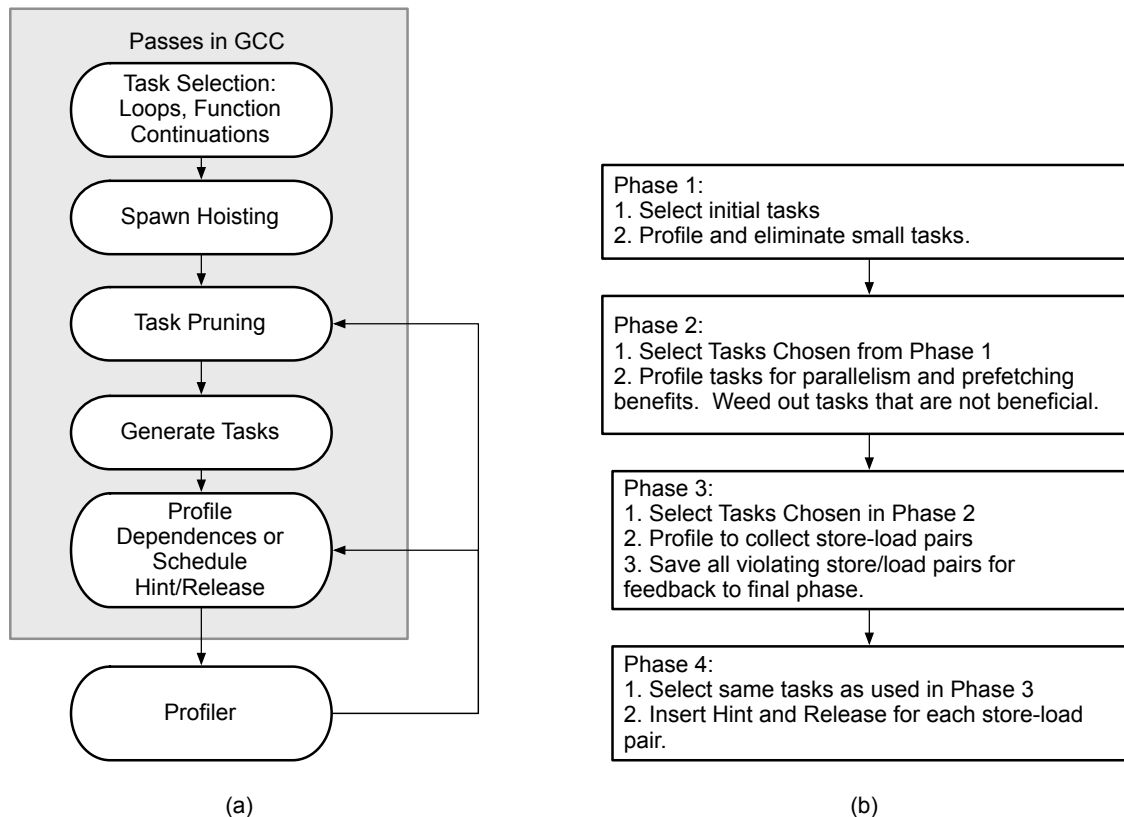 Passes in GCC
Task Selection:
Loops, Function
Continuations
Spawn Hoisting
Task Pruning
Generate Tasks
Profile
Dependences or
Schedule
Hint/Release
Profiler
(a)
Phase 1:
1. Select initial tasks
2. Profile and eliminate small tasks.
Phase 2:
1. Select Tasks Chosen from Phase 1
2. Profile tasks for parallelism and prefetching
benefits.  Weed out tasks that are not beneficial.
Phase 3:
1. Select Tasks Chosen in Phase 2
2. Profile to collect store-load pairs
3. Save all violating store/load pairs for
feedback to final phase.
Phase 4:
1. Select same tasks as used in Phase 3
2. Insert Hint and Release for each store-load
pair.
(b)